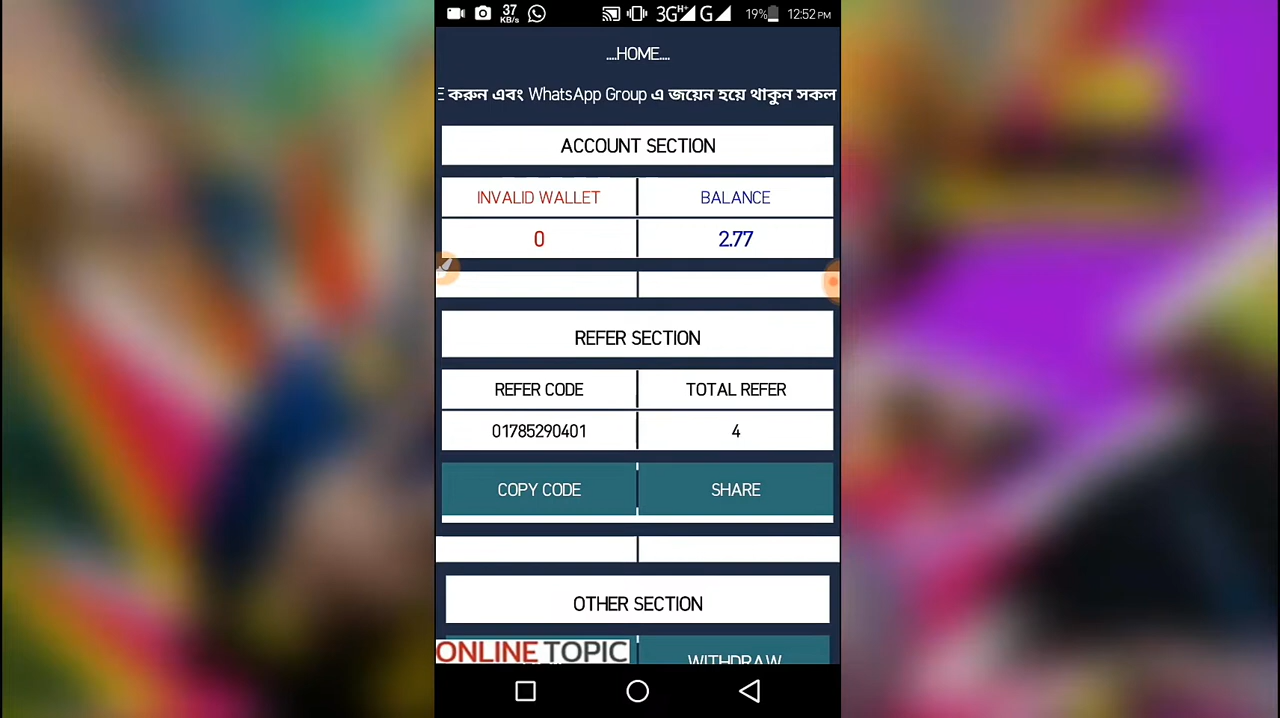 37
KB/s
3G H+ G 19% 12:52 PM
....HOME....
করুন এবং WhatsApp Group এ জয়েন হয়ে থাকুন সকল
ACCOUNT SECTION
INVALID WALLET BALANCE
0 2.77
REFER SECTION
REFER CODE TOTAL REFER
01785290401 4
COPY CODE SHARE
OTHER SECTION
ONLINE TOPIC WITHDRAW